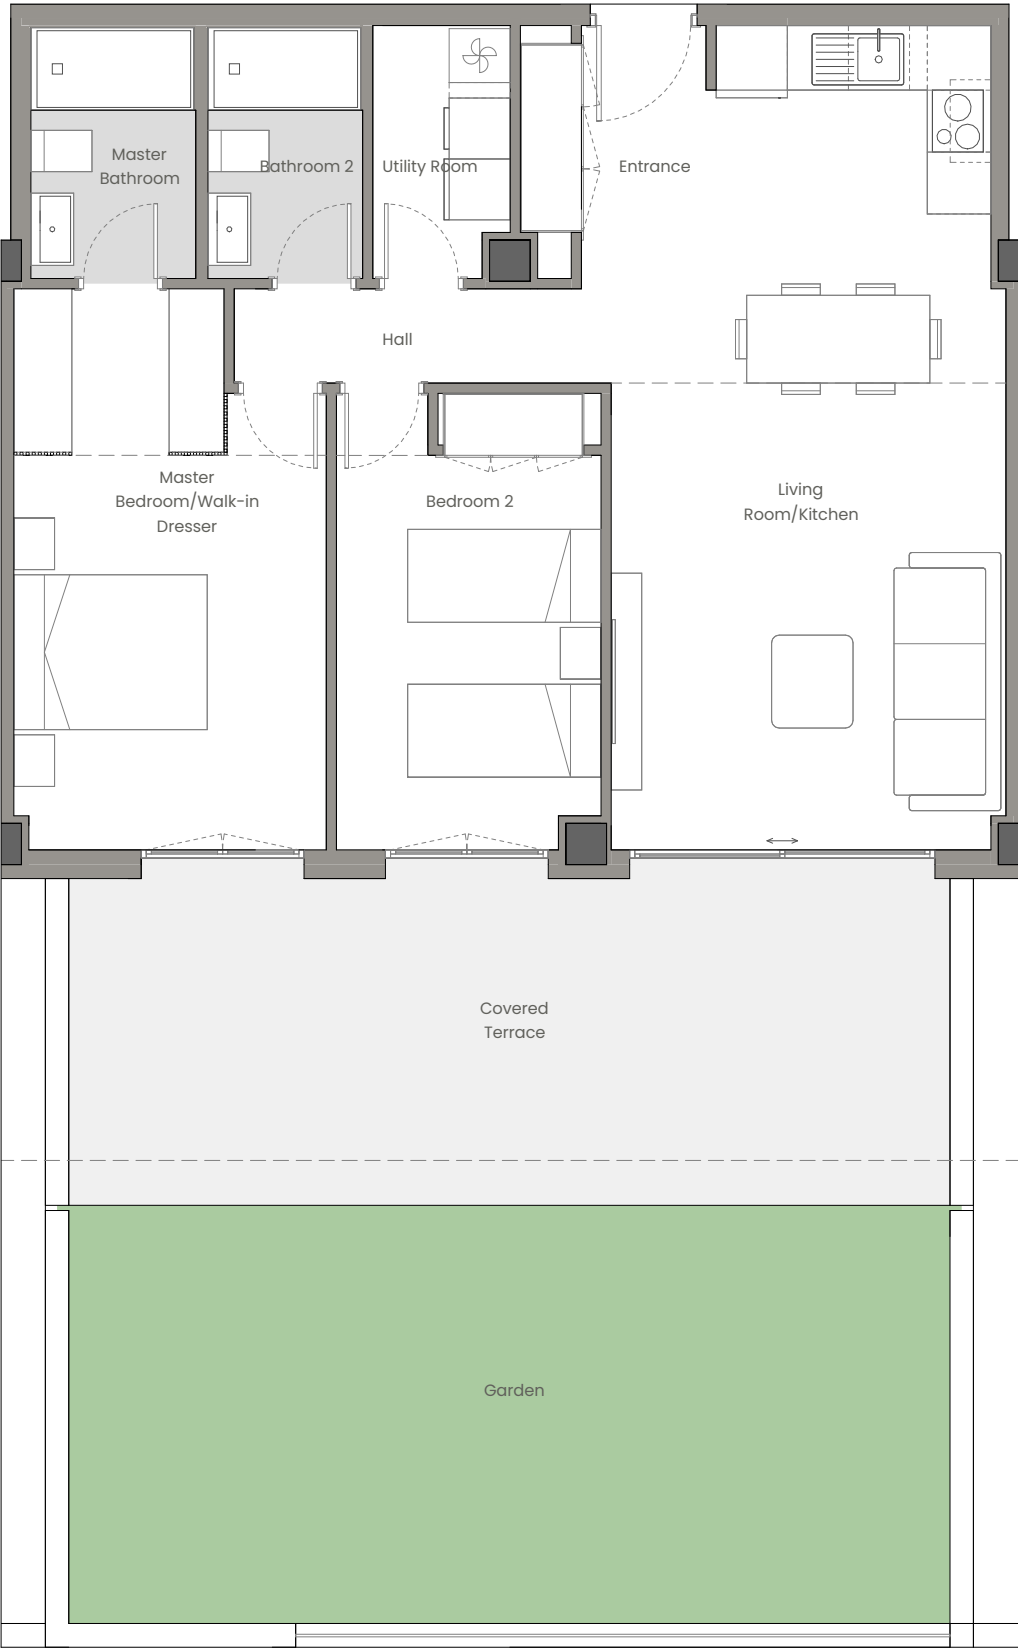 Master
Bathroom
Bathroom 2
Utility Room
Entrance
Hall
Master
Bedroom/Walk-in
Dresser
Bedroom 2
Living
Room/Kitchen
Covered
Terrace
Garden